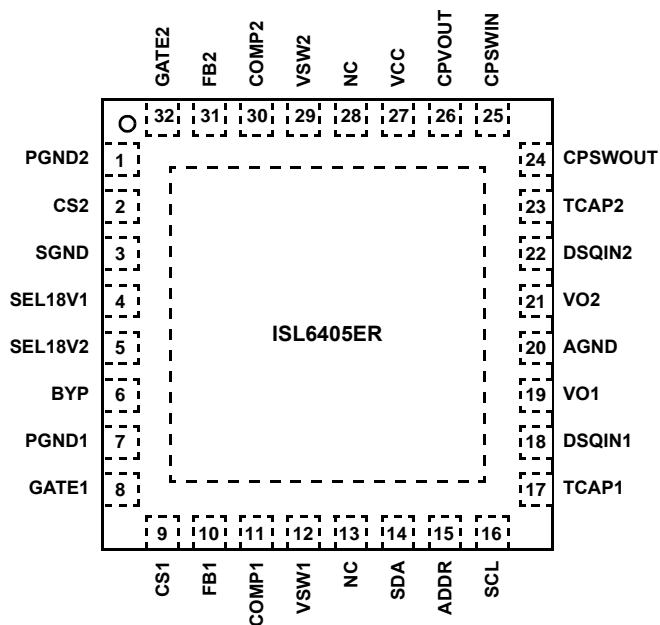 GATE2
FB2
COMP2
VSW2
NC
VCC
CPVOUT
CPSWIN
32 31 30 29 28 27 26 25
PGND2 1
CS2 2
SGND 3
SEL18V1 4
SEL18V2 5
BYP 6
PGND1 7
GATE1 8
ISL6405ER
24 CPSWOUT
23 TCAP2
22 DSQIN2
21 VO2
20 AGND
19 VO1
18 DSQIN1
17 TCAP1
9 10 11 12 13 14 15 16
CS1
FB1
COMP1
VSW1
NC
SDA
ADDR
SCL